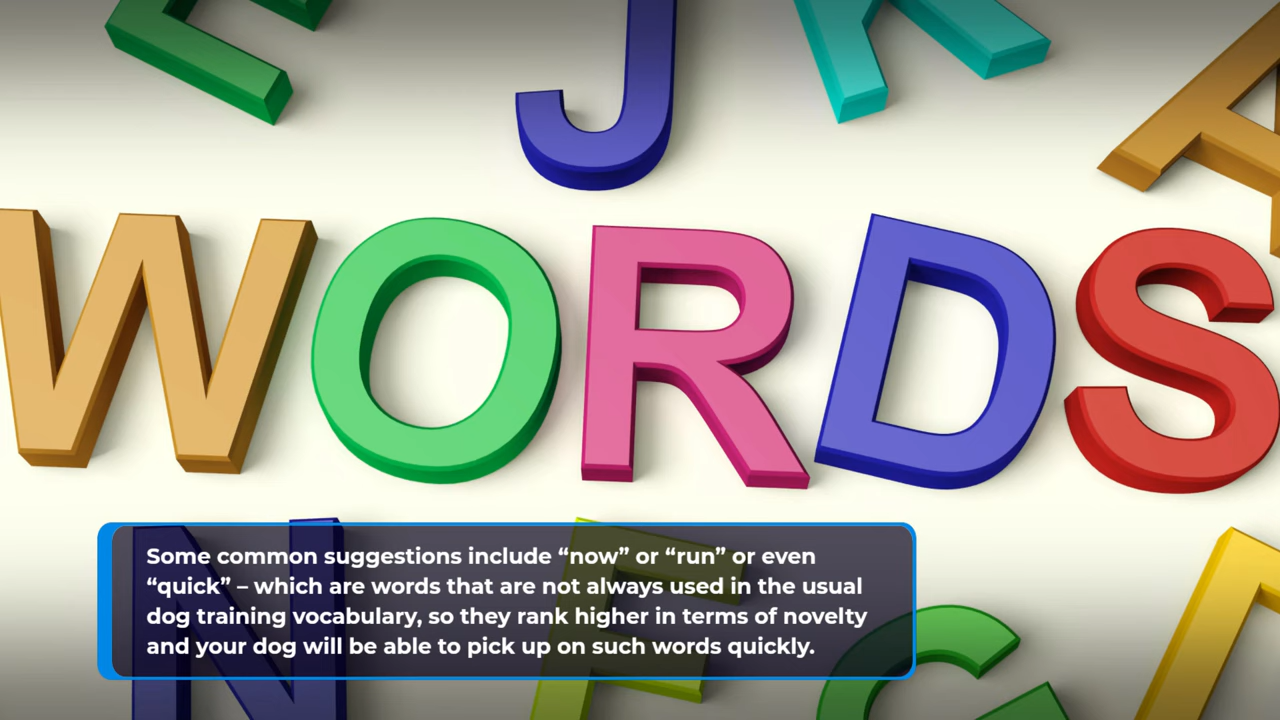 E J K A
WORDS
Some common suggestions include “now” or “run” or even
“quick” – which are words that are not always used in the usual
dog training vocabulary, so they rank higher in terms of novelty
and your dog will be able to pick up on such words quickly.
N E G